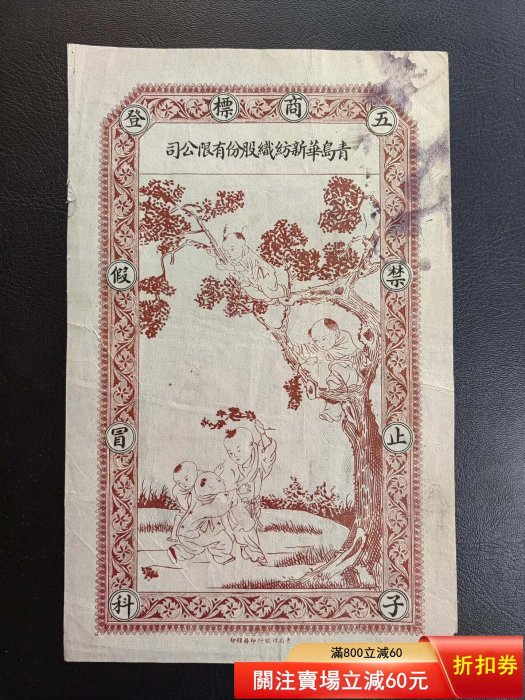 五商標登
青島華新紡織股份有限公司
禁止
假冒
子科
滿800立減60
關注賣場立減60元
折扣券